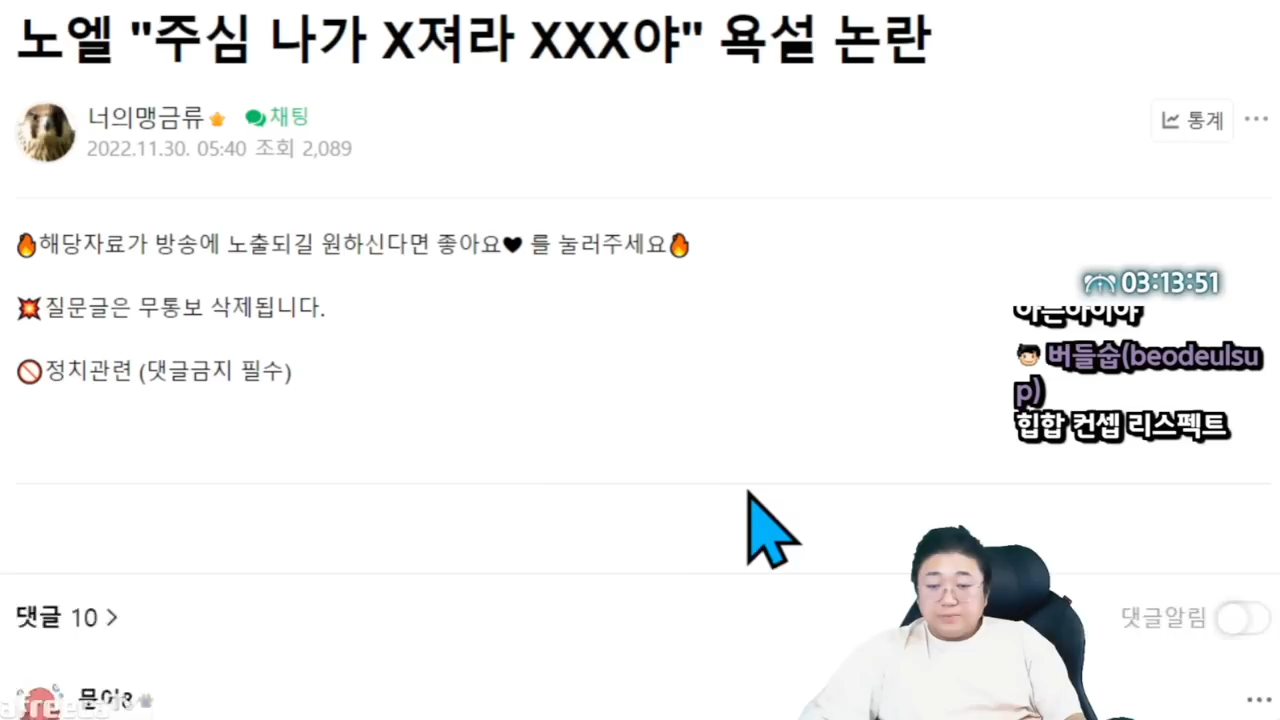 노엘 "주심 나가 X져라 XXX야" 욕설 논란
너의맹금류 채팅
2022.11.30. 05:40 조회 2,089
통계
해당자료가 방송에 노출되길 원하신다면 좋아요🖤 를 눌러주세요
질문글은 무통보 삭제됩니다.
정치관련 (댓글금지 필수)
03:13:51
버들숩(beodeulsu
p)
힙합 컨셉 리스펙트
댓글 10 >
댓글알림